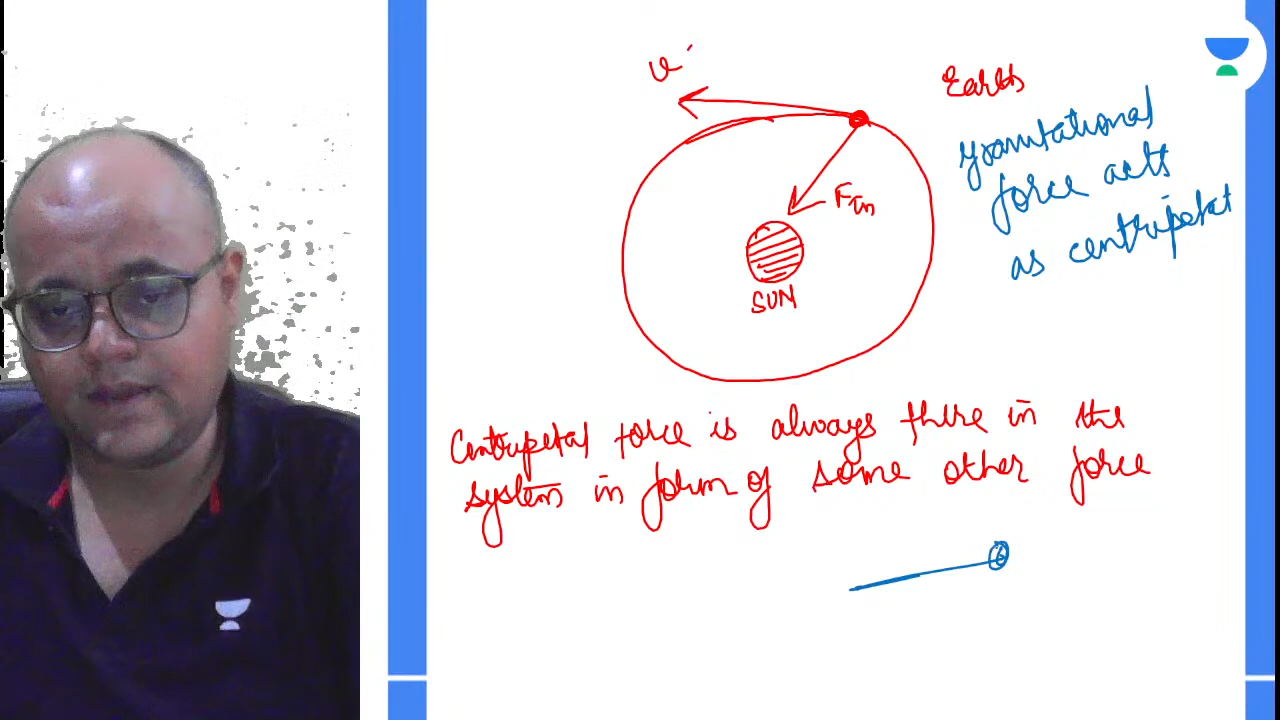 v
Earth
gravitational
force acts
as centripetal
Fin
SUN
Centripetal force is always there in the
system in form of some other force